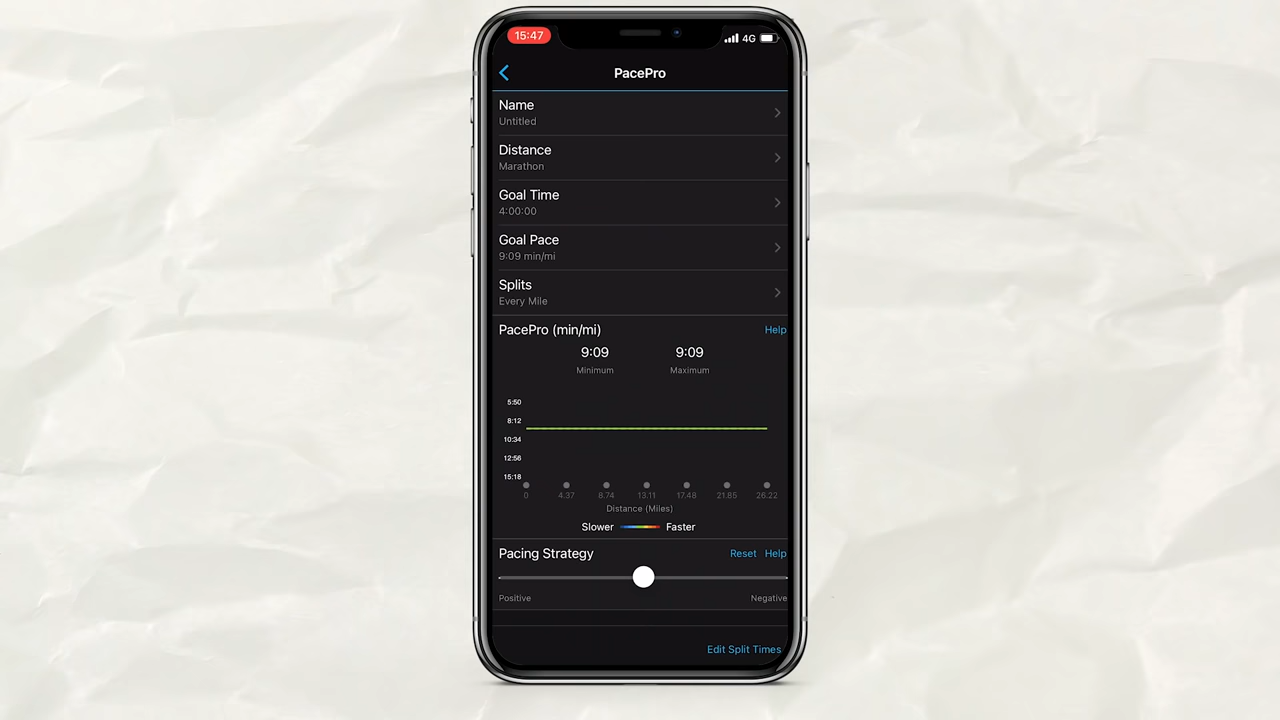 15:47
4G
PacePro
Name
Untitled
Distance
Marathon
Goal Time
4:00:00
Goal Pace
9:09 min/mi
Splits
Every Mile
PacePro (min/mi) Help
9:09 9:09
Minimum Maximum
5:50
8:12
10:34
12:56
15:18
0 4.37 8.74 13.11 17.48 21.85 26.22
Distance (Miles)
Slower Faster
Pacing Strategy Reset Help
Positive Negative
Edit Split Times